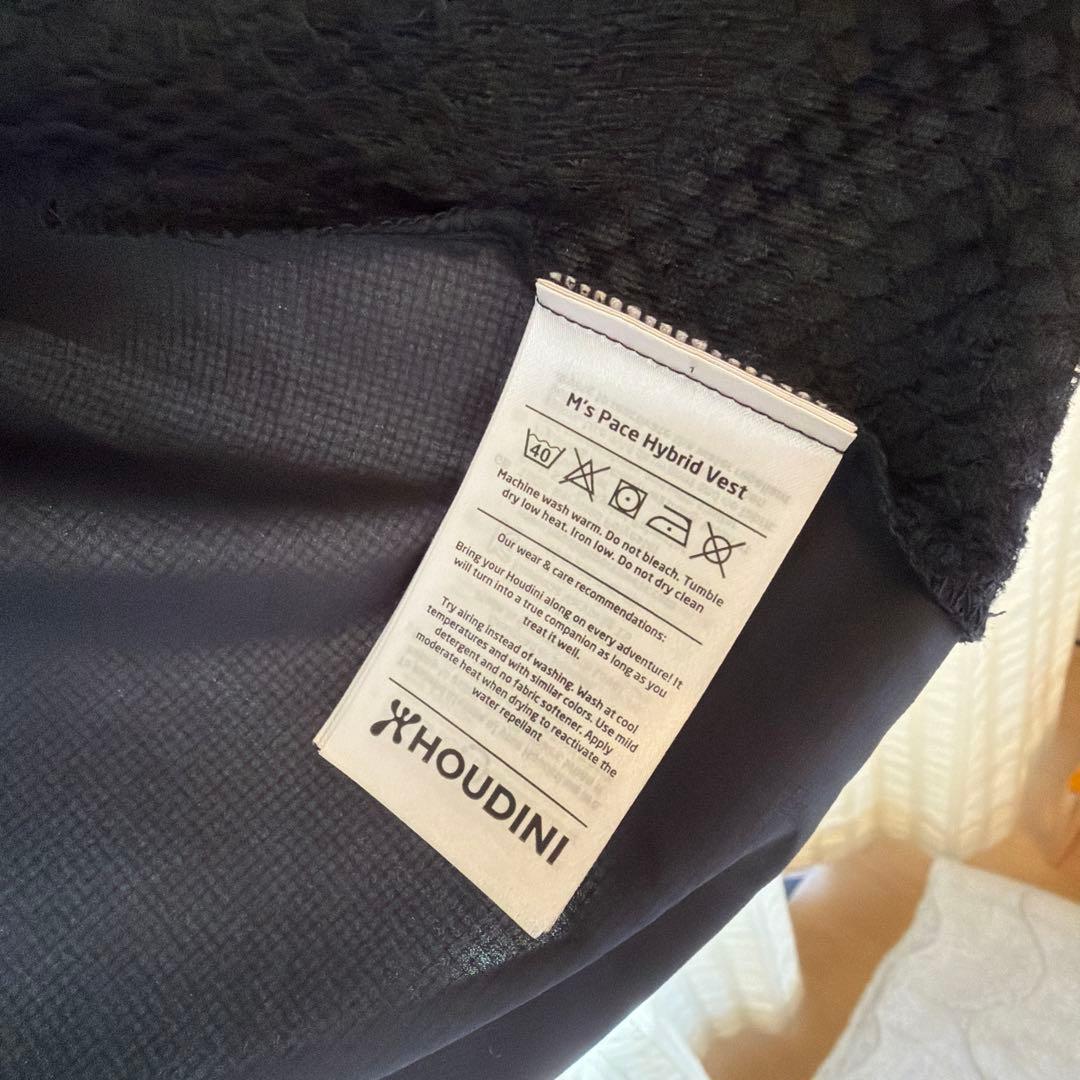 1
M's Pace Hybrid Vest
40
Machine wash warm. Do not bleach. Tumble
dry low heat. Iron low. Do not dry clean
Our wear & care recommendations:
Bring your Houdini along on every adventure! It
will turn into a true companion as long as you
treat it well.
Try airing instead of washing. Wash at cool
temperatures and with similar colors. Use mild
detergent and no fabric softener. Apply
moderate heat when drying to reactivate the
water repellant
HOUDINI